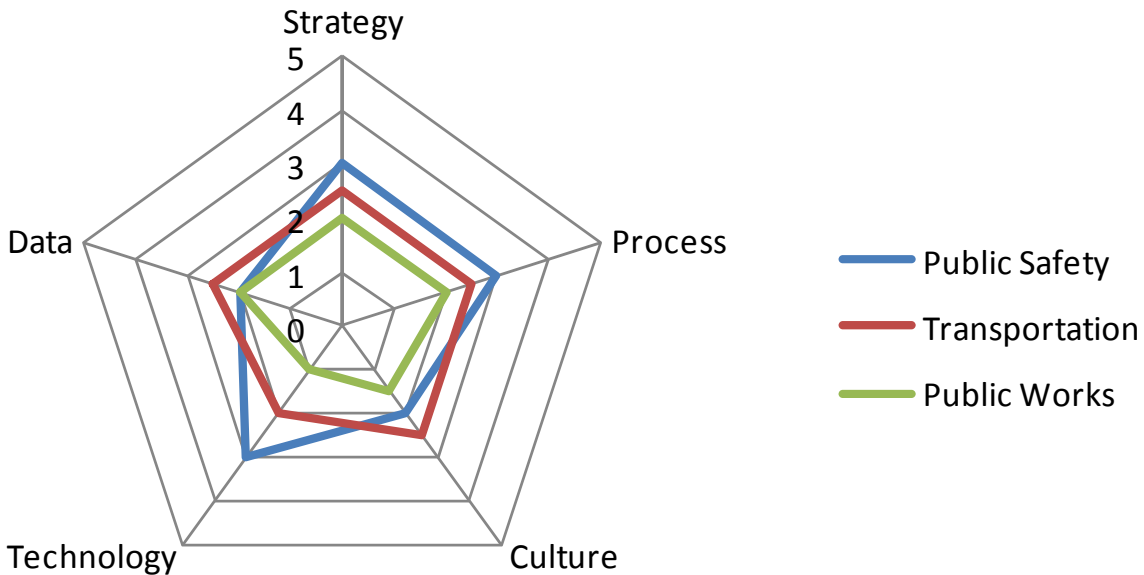 Strategy
5
4
3
2
1
0
Data
Process
Technology
Culture
Public Safety
Transportation
Public Works